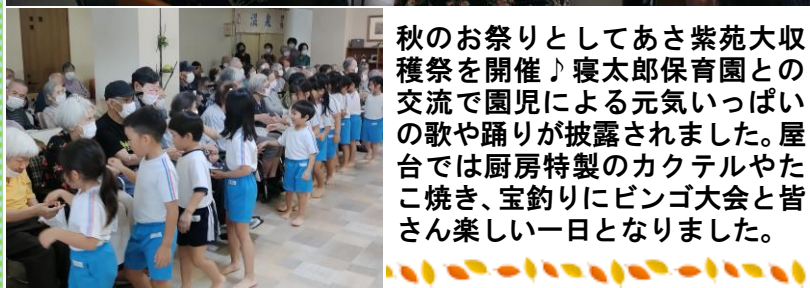 温泉
秋のお祭りとしてあさ紫苑大収
穫祭を開催♪寝太郎保育園との
交流で園児による元気いっぱい
の歌や踊りが披露されました。屋
台では厨房特製のカクテルやた
こ焼き、宝釣りにビンゴ大会と皆
さん楽しい一日となりました。